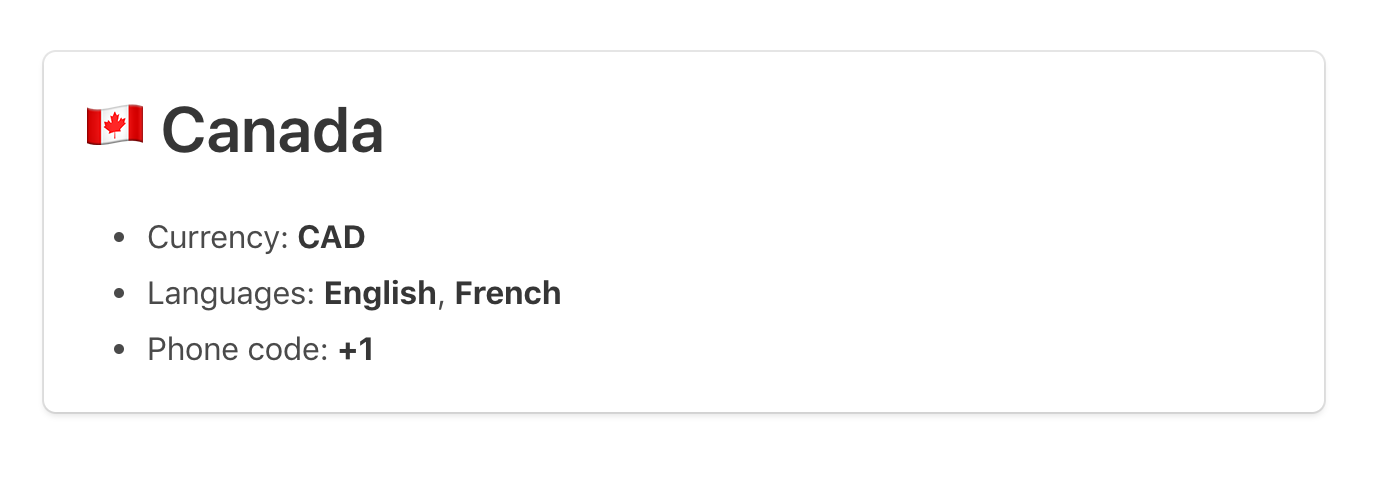 🇨🇦 Canada
• Currency: CAD
• Languages: English, French
• Phone code: +1